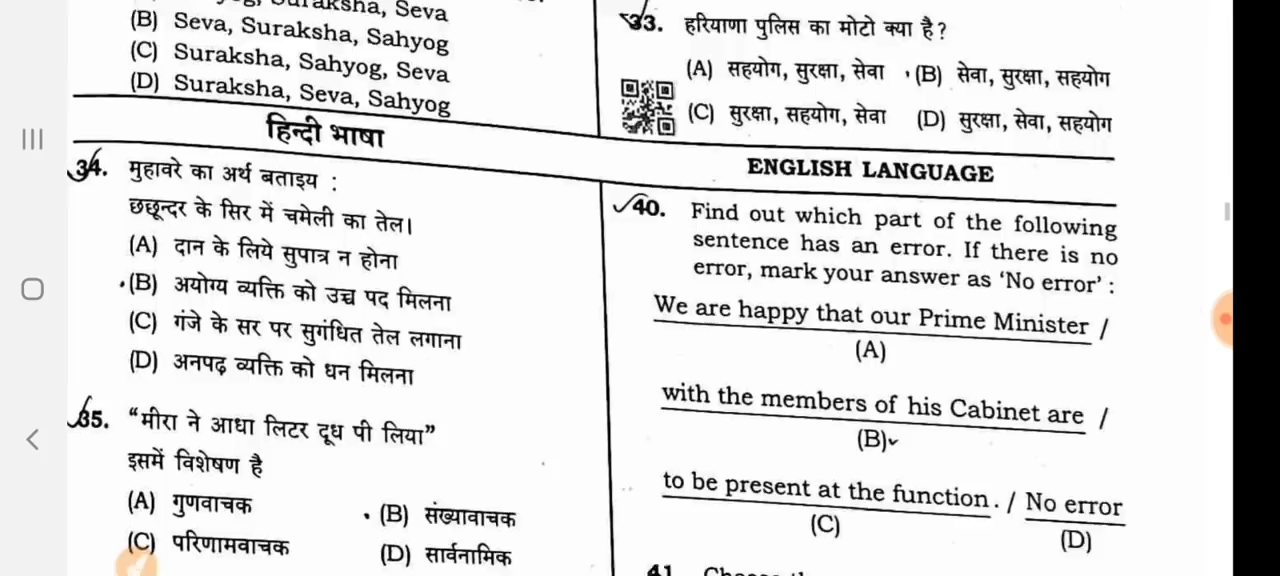 Suraksha, Seva
(B) Seva, Suraksha, Sahyog
(C) Suraksha, Sahyog, Seva
(D) Suraksha, Seva, Sahyog
हिन्दी भाषा
34. मुहावरे का अर्थ बताइय :
छछून्दर के सिर में चमेली का तेल।
(A) दान के लिये सुपात्र न होना
(B) अयोग्य व्यक्ति को उच्च पद मिलना
(C) गंजे के सर पर सुगंधित तेल लगाना
(D) अनपढ़ व्यक्ति को धन मिलना
35. “मीरा ने आधा लिटर दूध पी लिया”
इसमें विशेषण है
(A) गुणवाचक (B) संख्यावाचक
(C) परिणामवाचक (D) सार्वनामिक
33. हरियाणा पुलिस का मोटो क्या है?
(A) सहयोग, सुरक्षा, सेवा (B) सेवा, सुरक्षा, सहयोग
(C) सुरक्षा, सहयोग, सेवा (D) सुरक्षा, सेवा, सहयोग
ENGLISH LANGUAGE
40. Find out which part of the following
sentence has an error. If there is no
error, mark your answer as ‘No error’ :
We are happy that our Prime Minister /
(A)
with the members of his Cabinet are /
(B)
to be present at the function. / No error
(C) (D)
41